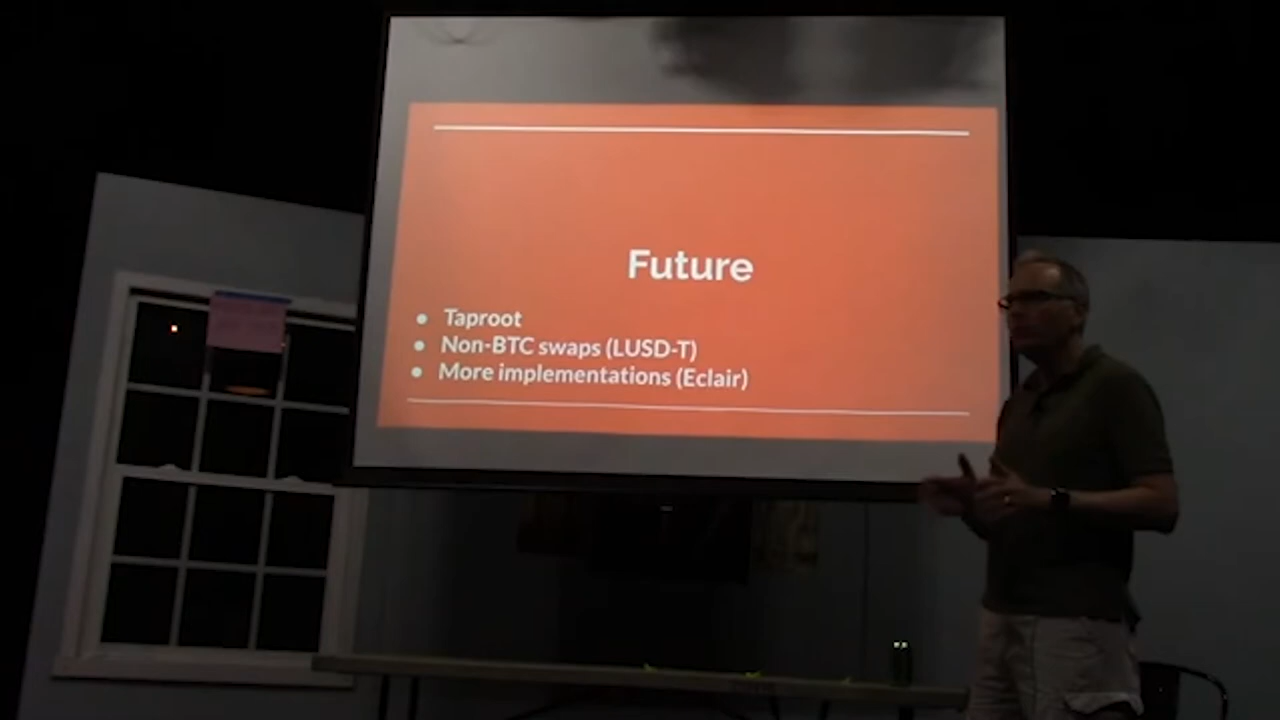 Future
● Taproot
● Non-BTC swaps (LUSD-T)
● More implementations (Eclair)